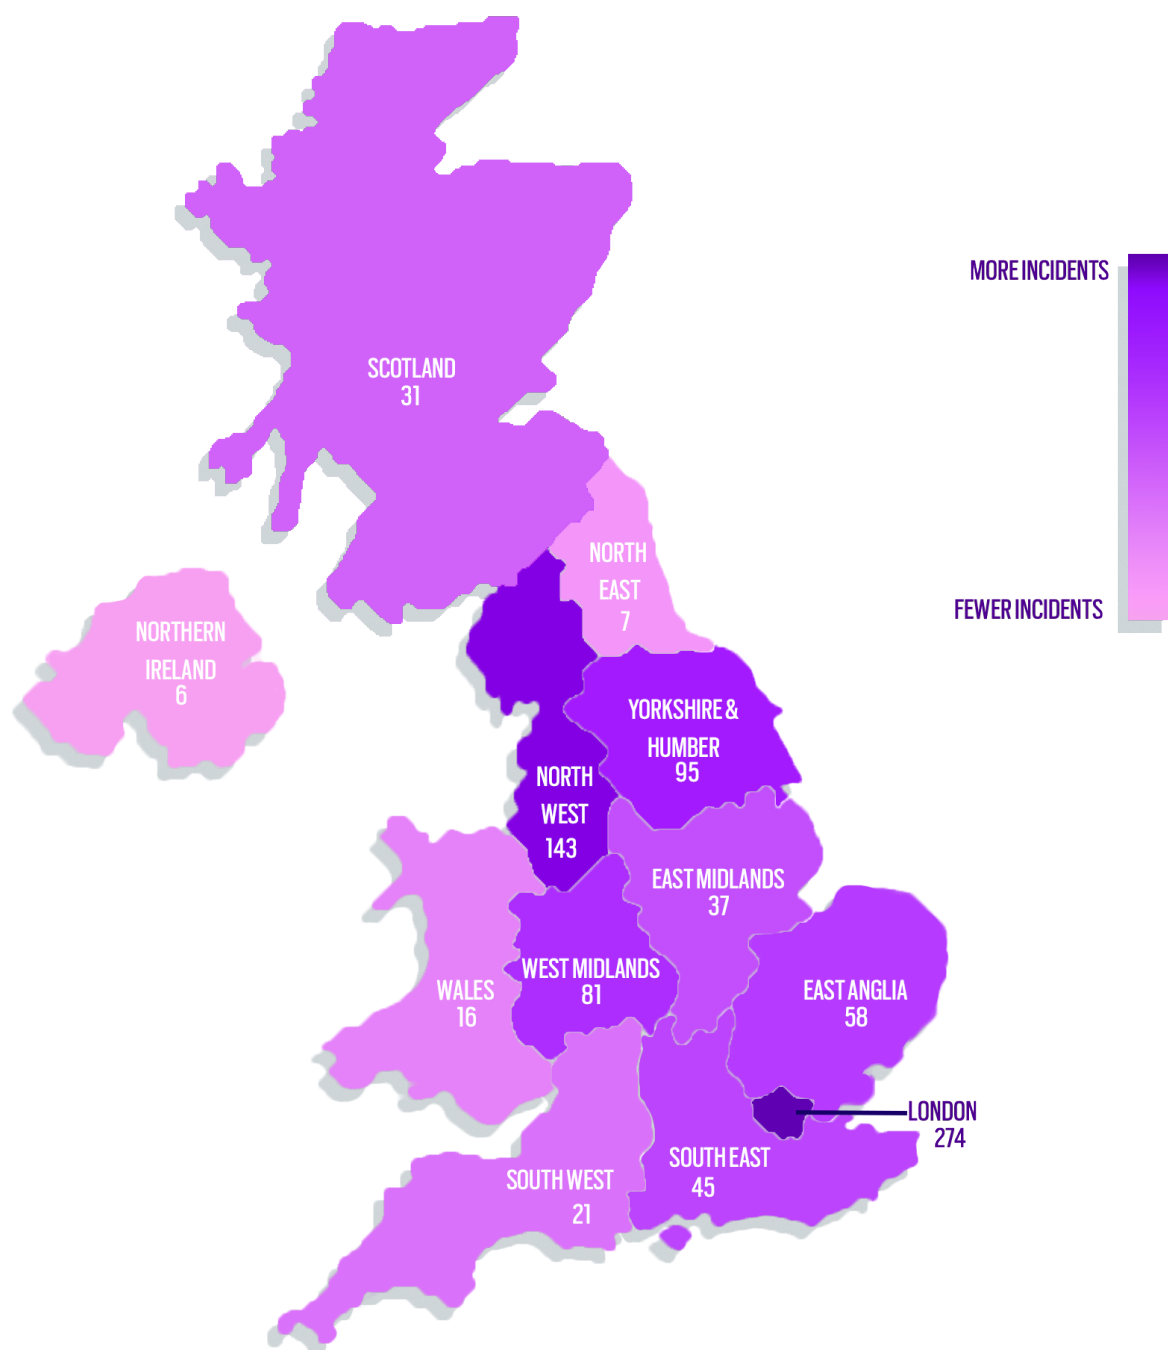 MORE INCIDENTS
SCOTLAND
31
NORTH
EAST
7
FEWER INCIDENTS
NORTHERN
IRELAND
6
YORKSHIRE &
HUMBER
95
NORTH
WEST
143
EAST MIDLANDS
37
WEST MIDLANDS
81
WALES
16
EAST ANGLIA
58
LONDON
274
SOUTH EAST
45
SOUTH WEST
21